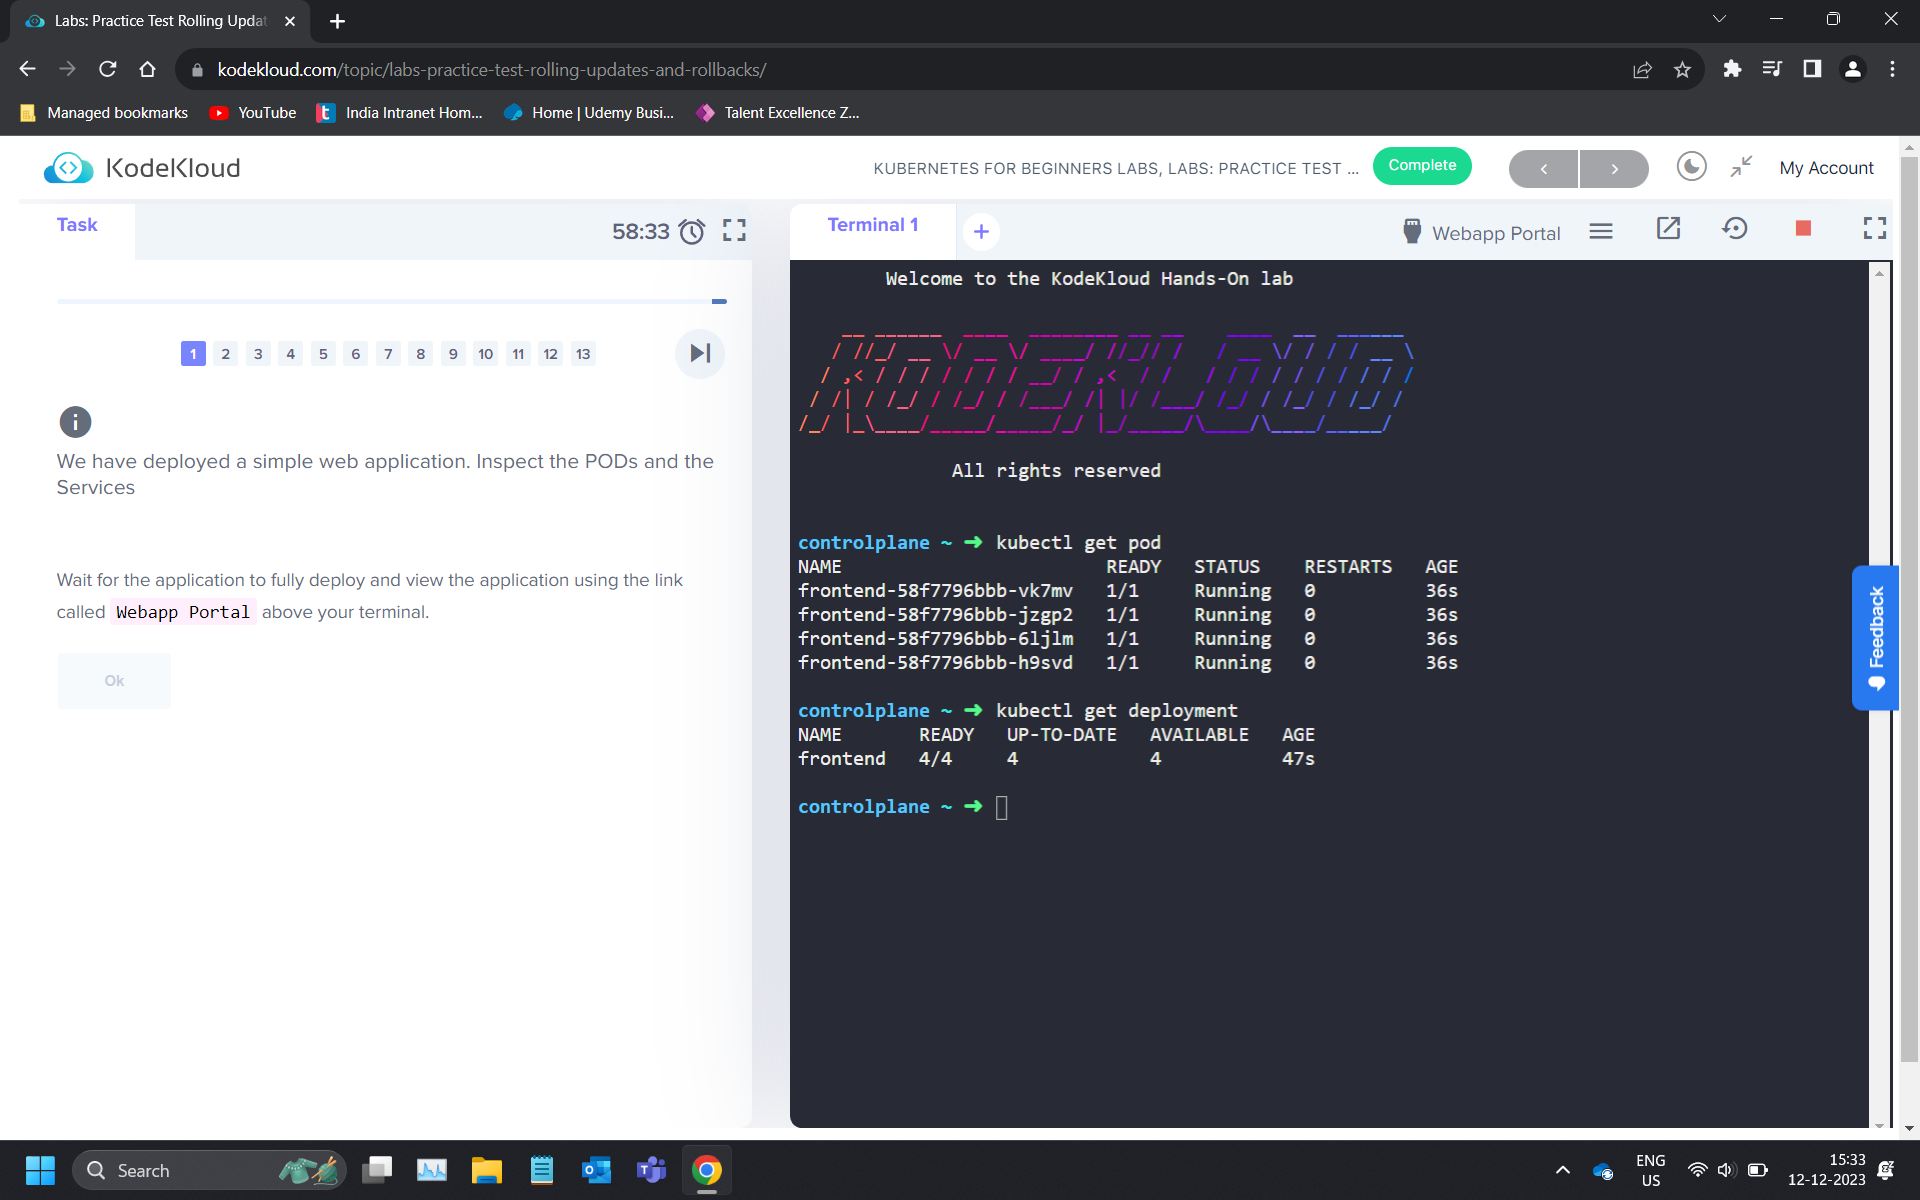 Labs: Practice Test Rolling Updat
kodekloud.com/topic/labs-practice-test-rolling-updates-and-rollbacks/
Managed bookmarks YouTube India Intranet Hom... Home | Udemy Busi... Talent Excellence Z...
KodeKloud
KUBERNETES FOR BEGINNERS LABS, LABS: PRACTICE TEST ... Complete < > My Account
Task
58:33
1 2 3 4 5 6 7 8 9 10 11 12 13
We have deployed a simple web application. Inspect the PODs and the
Services
Wait for the application to fully deploy and view the application using the link
called Webapp Portal above your terminal.
Ok
Terminal 1 + Webapp Portal
Welcome to the KodeKloud Hands-On lab
KODEKLOUD
All rights reserved
controlplane ~ ➜ kubectl get pod
NAME READY STATUS RESTARTS AGE
frontend-58f7796bbb-vk7mv 1/1 Running 0 36s
frontend-58f7796bbb-jzgp2 1/1 Running 0 36s
frontend-58f7796bbb-6ljlm 1/1 Running 0 36s
frontend-58f7796bbb-h9svd 1/1 Running 0 36s
controlplane ~ ➜ kubectl get deployment
NAME READY UP-TO-DATE AVAILABLE AGE
frontend 4/4 4 4 47s
controlplane ~ ➜
Feedback
Search
ENG
US
15:33
12-12-2023